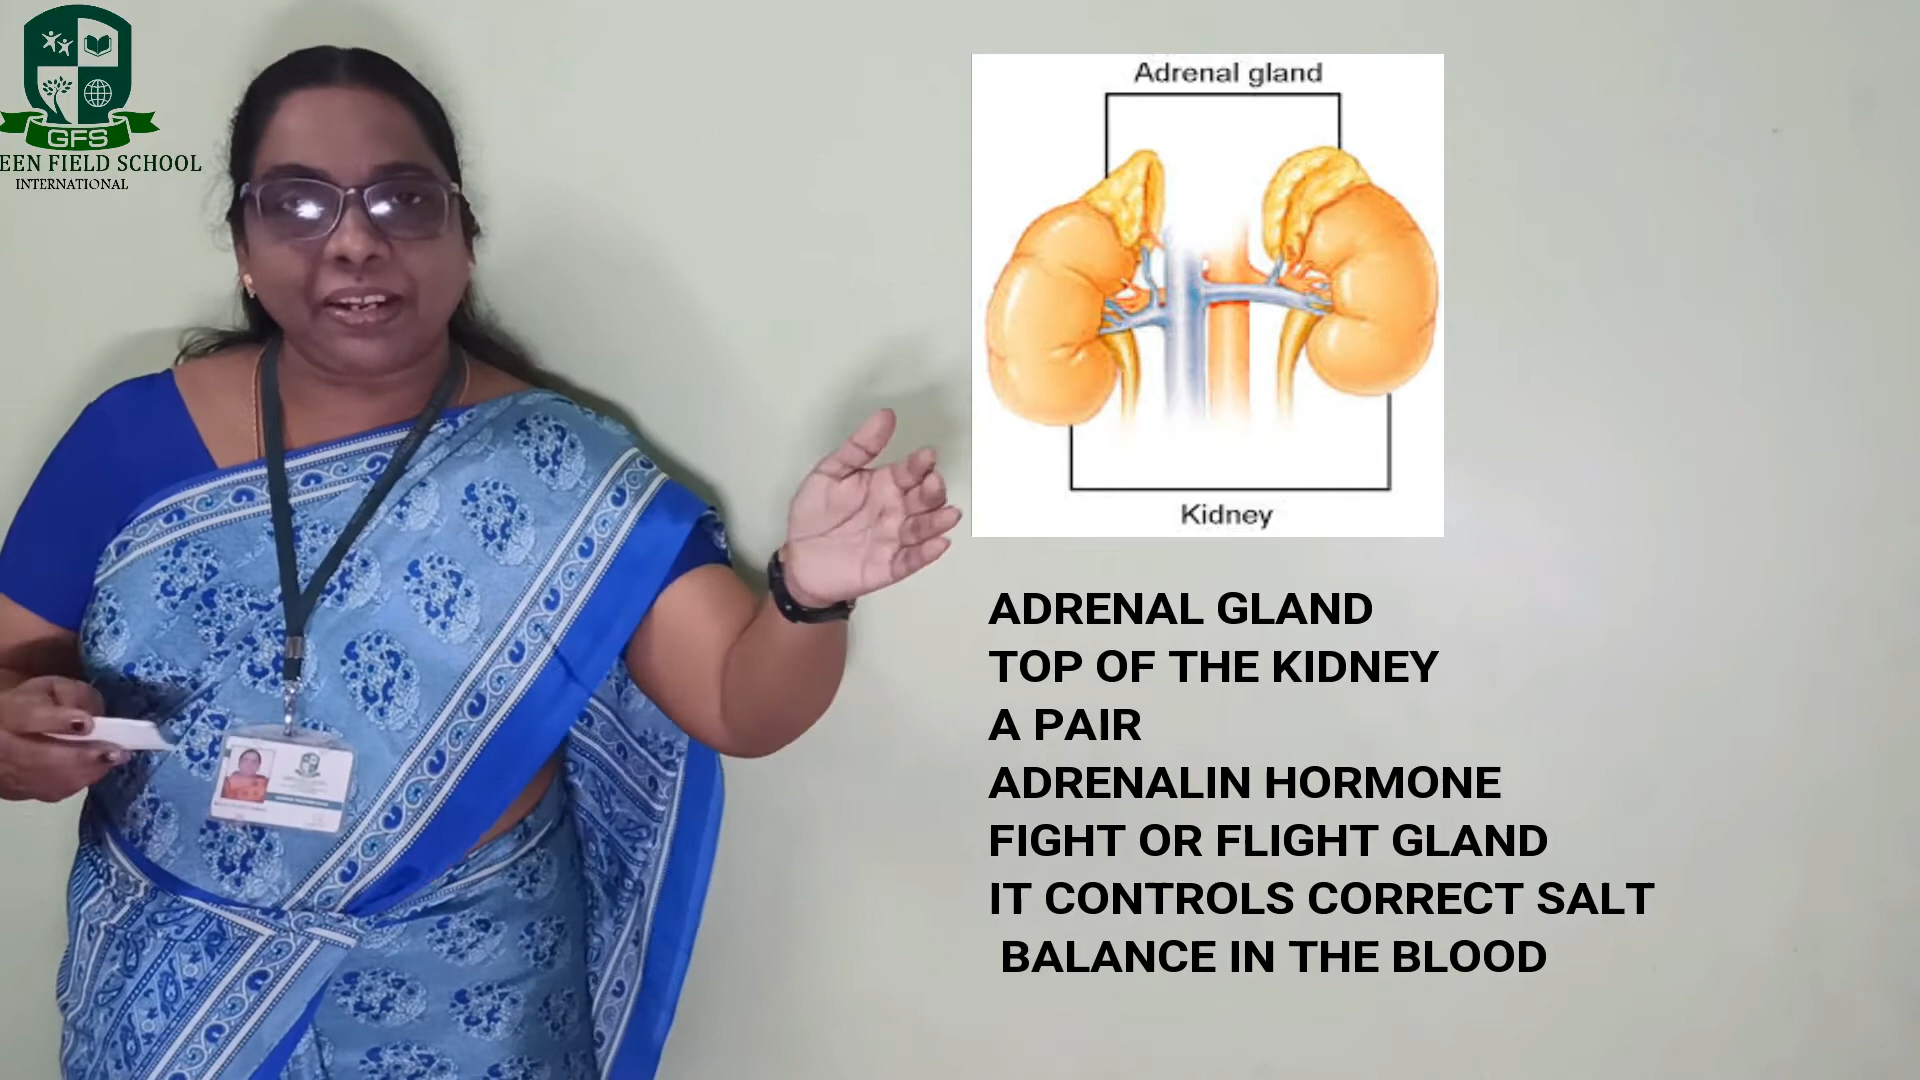 GFS
EEN FIELD SCHOOL
INTERNATIONAL
Adrenal gland
Kidney
ADRENAL GLAND
TOP OF THE KIDNEY
A PAIR
ADRENALIN HORMONE
FIGHT OR FLIGHT GLAND
IT CONTROLS CORRECT SALT
BALANCE IN THE BLOOD